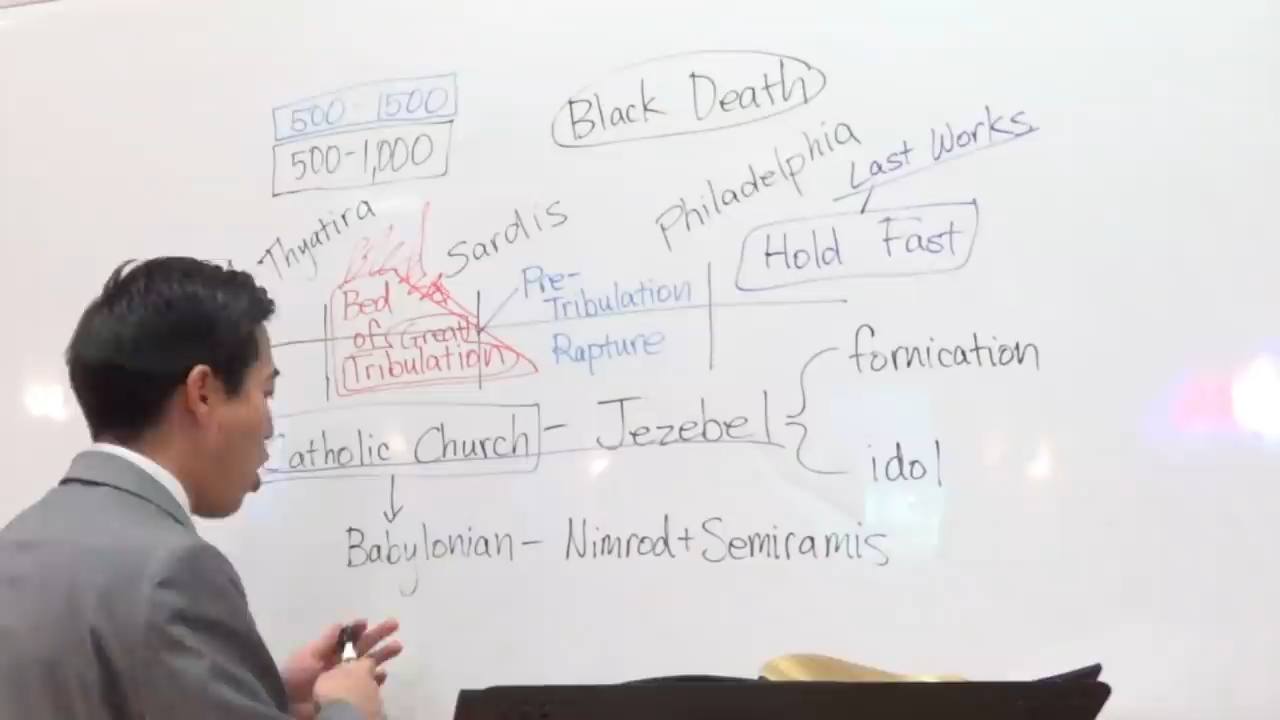 500 - 1500
Black Death
500-1,000
Last Works
Philadelphia
Thyatira
Sardis
Hold Fast
Pre-
Tribulation
Rapture
Bed
of Great
Tribulation
fornication
Catholic Church - Jezebel
idol
Babylonian - Nimrod + Semiramis